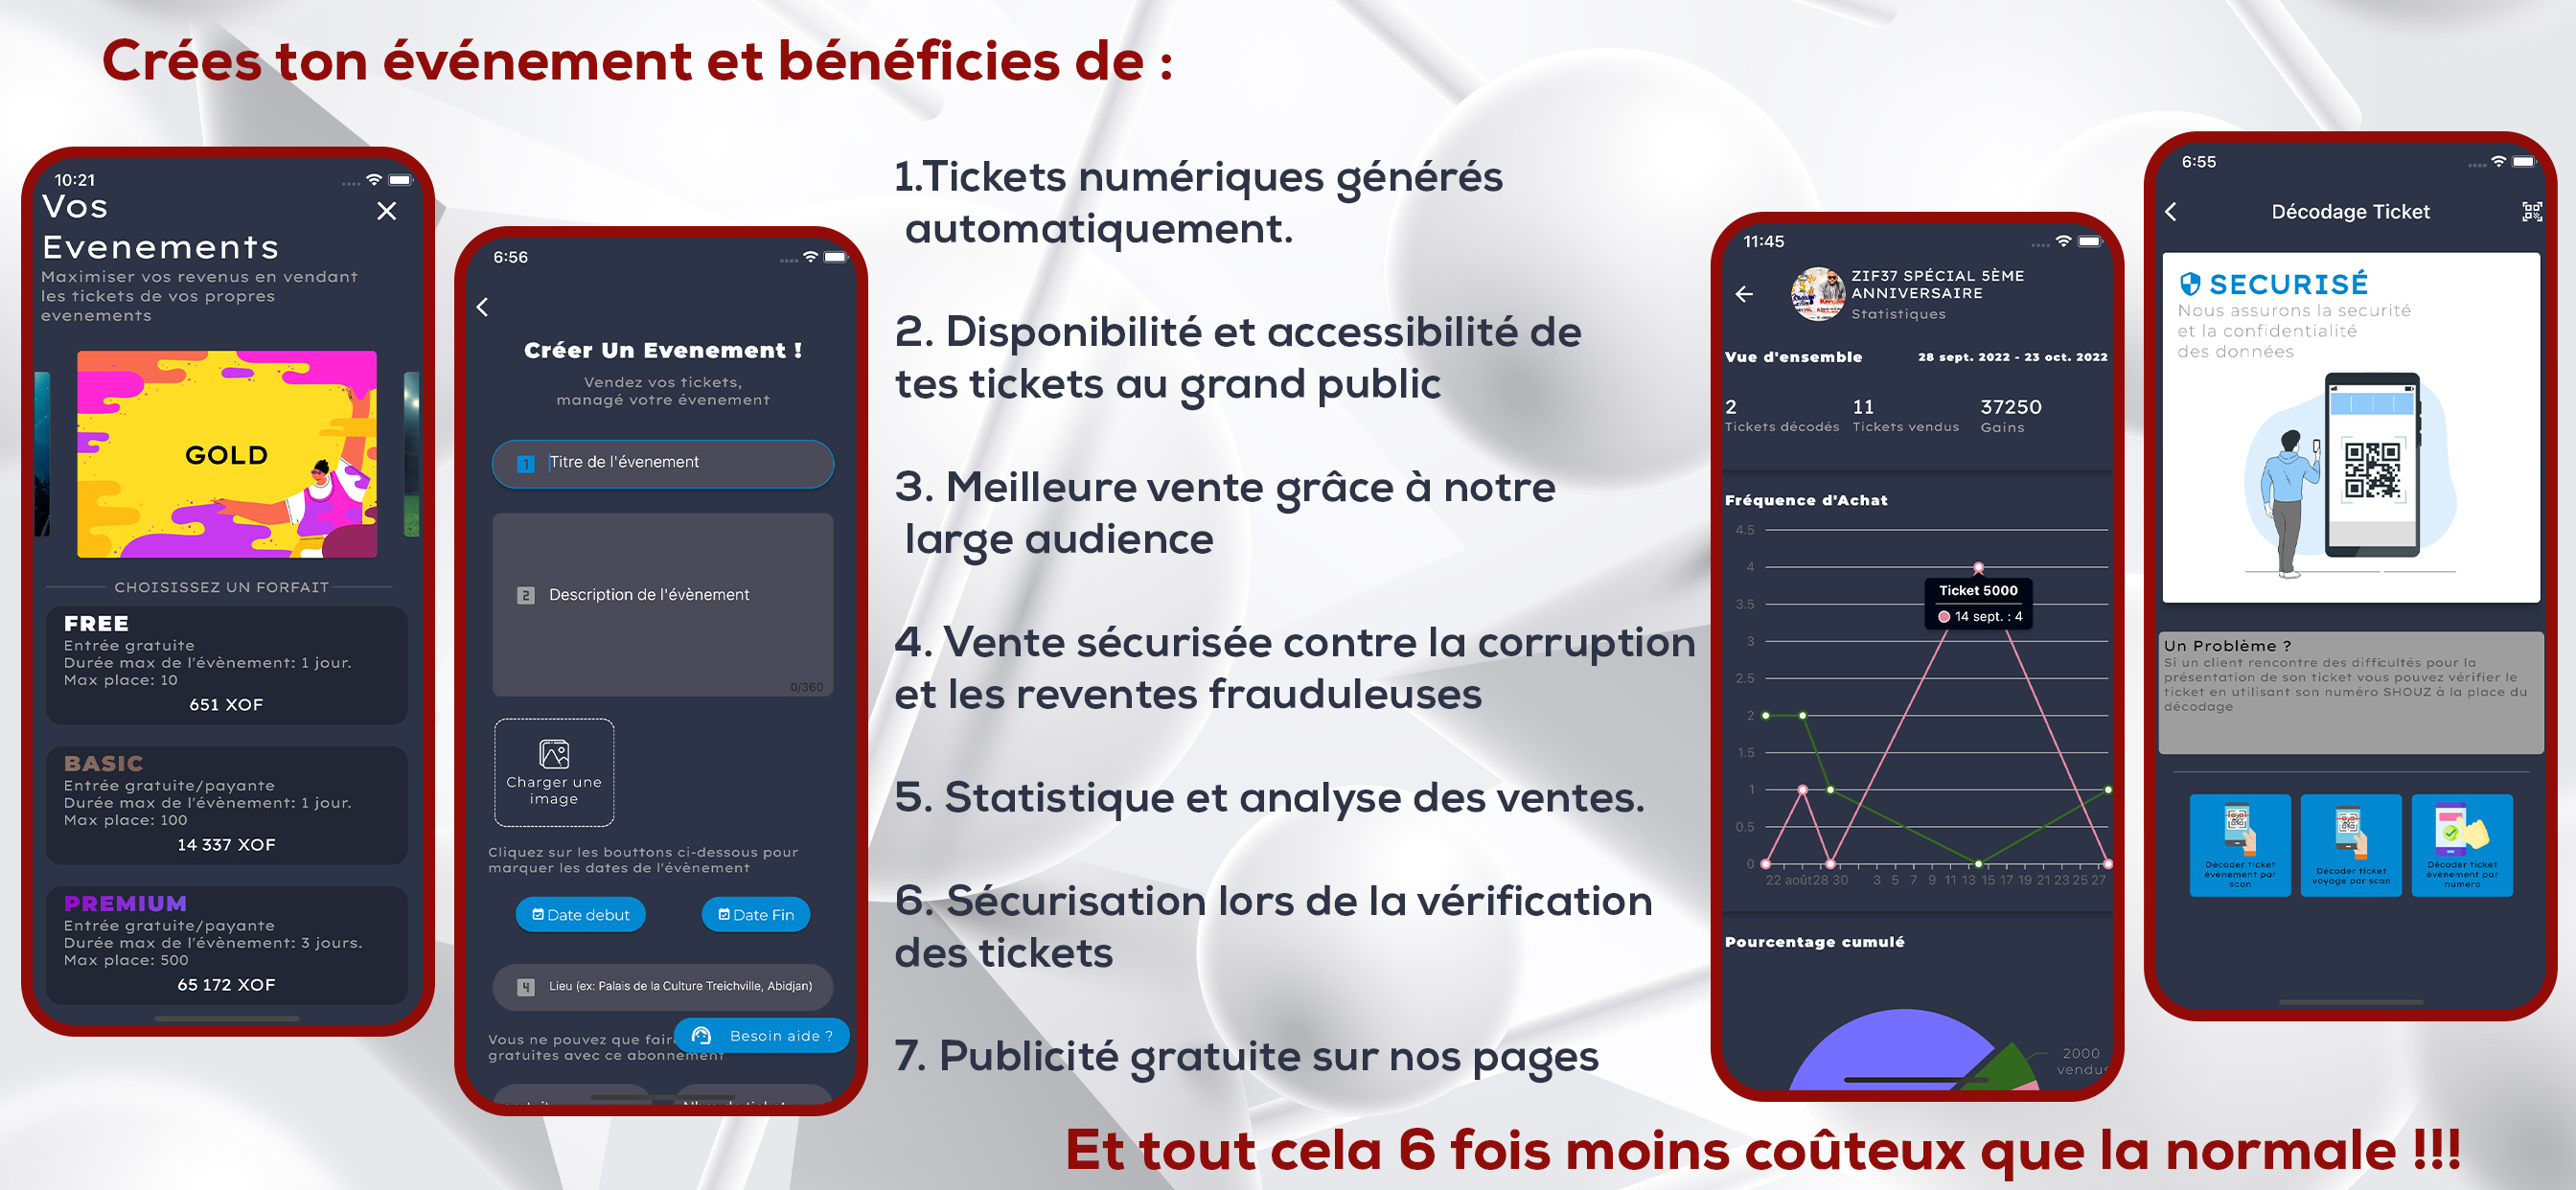 Crées ton événement et bénéficies de :
10:21
Vos
Evenements
Maximiser vos revenus en vendant
les tickets de vos propres
evenements
GOLD
CHOISISSEZ UN FORFAIT
FREE
Entrée gratuite
Durée max de l'évènement: 1 jour.
Max place: 10
651 XOF
BASIC
Entrée gratuite/payante
Durée max de l'évènement: 1 jour.
Max place: 100
14 337 XOF
PREMIUM
Entrée gratuite/payante
Durée max de l'évènement: 3 jours.
Max place: 500
65 172 XOF
6:56
Créer Un Evenement !
Vendez vos tickets,
managé votre évenement
1 Titre de l'évenement
2 Description de l'évènement
0/360
Charger une
image
Cliquez sur les bouttons ci-dessous pour
marquer les dates de l'évènement
Date debut
Date Fin
4 Lieu (ex: Palais de la Culture Treichville, Abidjan)
Vous ne pouvez que fair
gratuites avec ce abonnement
Besoin aide ?
1.Tickets numériques générés
automatiquement.
2. Disponibilité et accessibilité de
tes tickets au grand public
3. Meilleure vente grâce à notre
large audience
4. Vente sécurisée contre la corruption
et les reventes frauduleuses
5. Statistique et analyse des ventes.
6. Sécurisation lors de la vérification
des tickets
7. Publicité gratuite sur nos pages
11:45
ZIF37 SPÉCIAL 5ÈME
ANNIVERSAIRE
Statistiques
Vue d'ensemble 28 sept. 2022 - 23 oct. 2022
2 11 37250
Tickets décodés Tickets vendus Gains
Fréquence d'Achat
4.5
4
Ticket 5000
3.5
14 sept. : 4
3
2.5
2
1.5
1
0.5
0
22 août 28 30 3 5 7 9 11 13 15 17 19 21 23 25 27
Pourcentage cumulé
2000
vendus
6:55
Décodage Ticket
SECURISÉ
Nous assurons la securité
et la confidentialité
des données
Un Problème ?
Si un client rencontre des difficultés pour la
présentation de son ticket vous pouvez vérifier le
ticket en utilisant son numéro SHOUZ à la place du
décodage
Décoder ticket
évènement par
scan
Décoder ticket
voyage par scan
Décoder ticket
évènement par
numero
Et tout cela 6 fois moins coûteux que la normale !!!